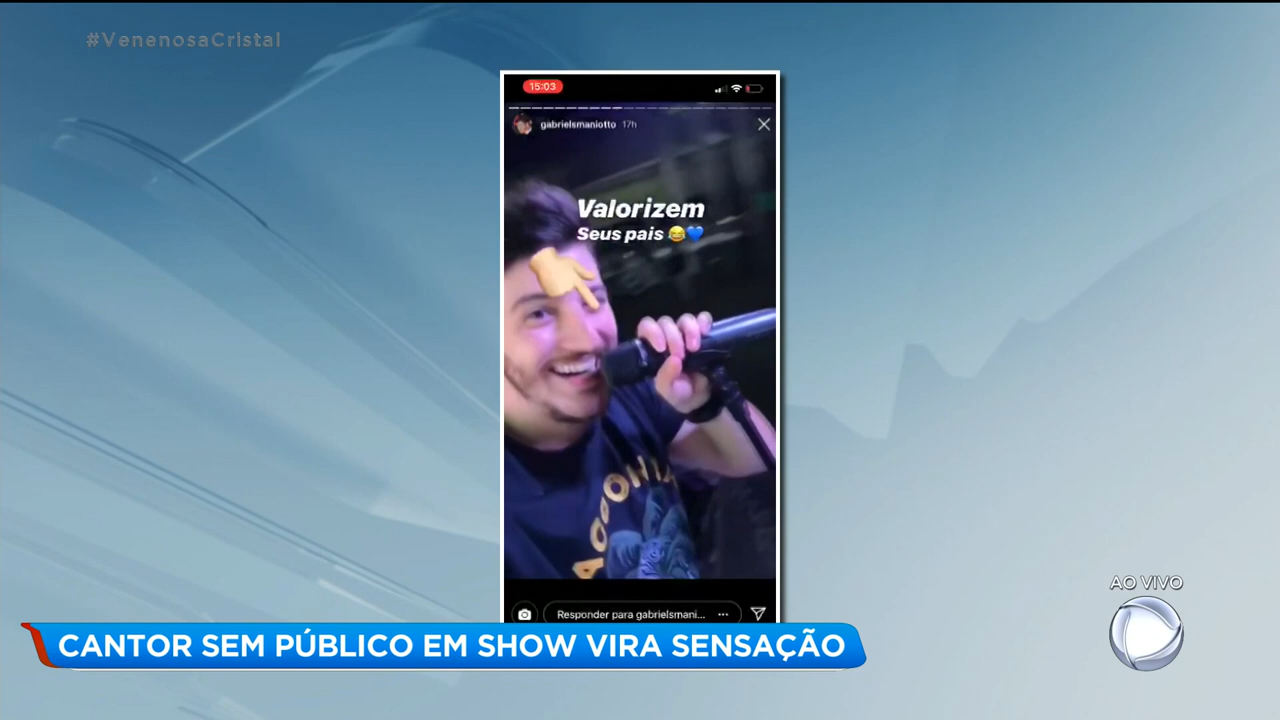 #VenenosaCristal
15:03
gabrielsmaniotto 17h
Valorizem
Seus pais 😂💙
Responder para gabrielsmani...
AO VIVO
CANTOR SEM PÚBLICO EM SHOW VIRA SENSAÇÃO